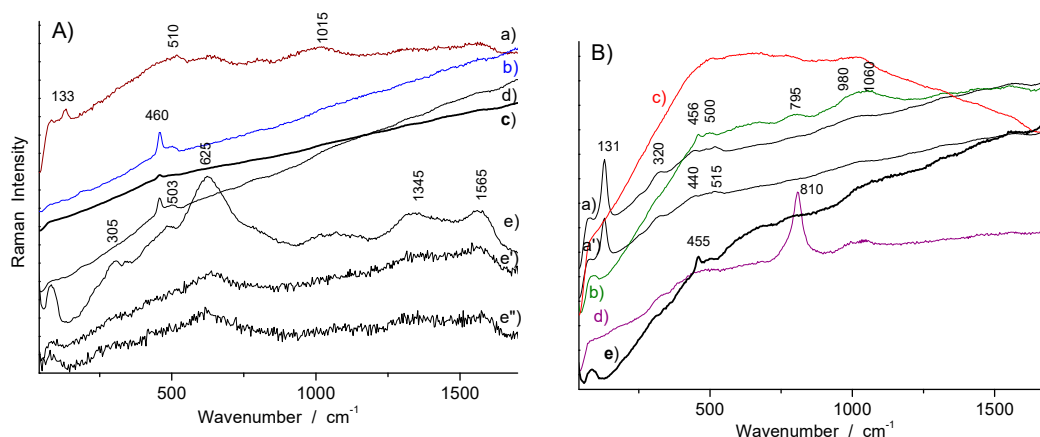 A)
133
510
1015
a)
b)
460
d)
c)
625
503
305
1345
1565
e)
e')
e")
Raman Intensity
500
1000
1500
Wavenumber / cm-1
B)
c)
980
1060
795
456
500
131
320
440
515
810
a)
a')
455
b)
d)
e)
500
1000
1500
Wavenumber / cm-1